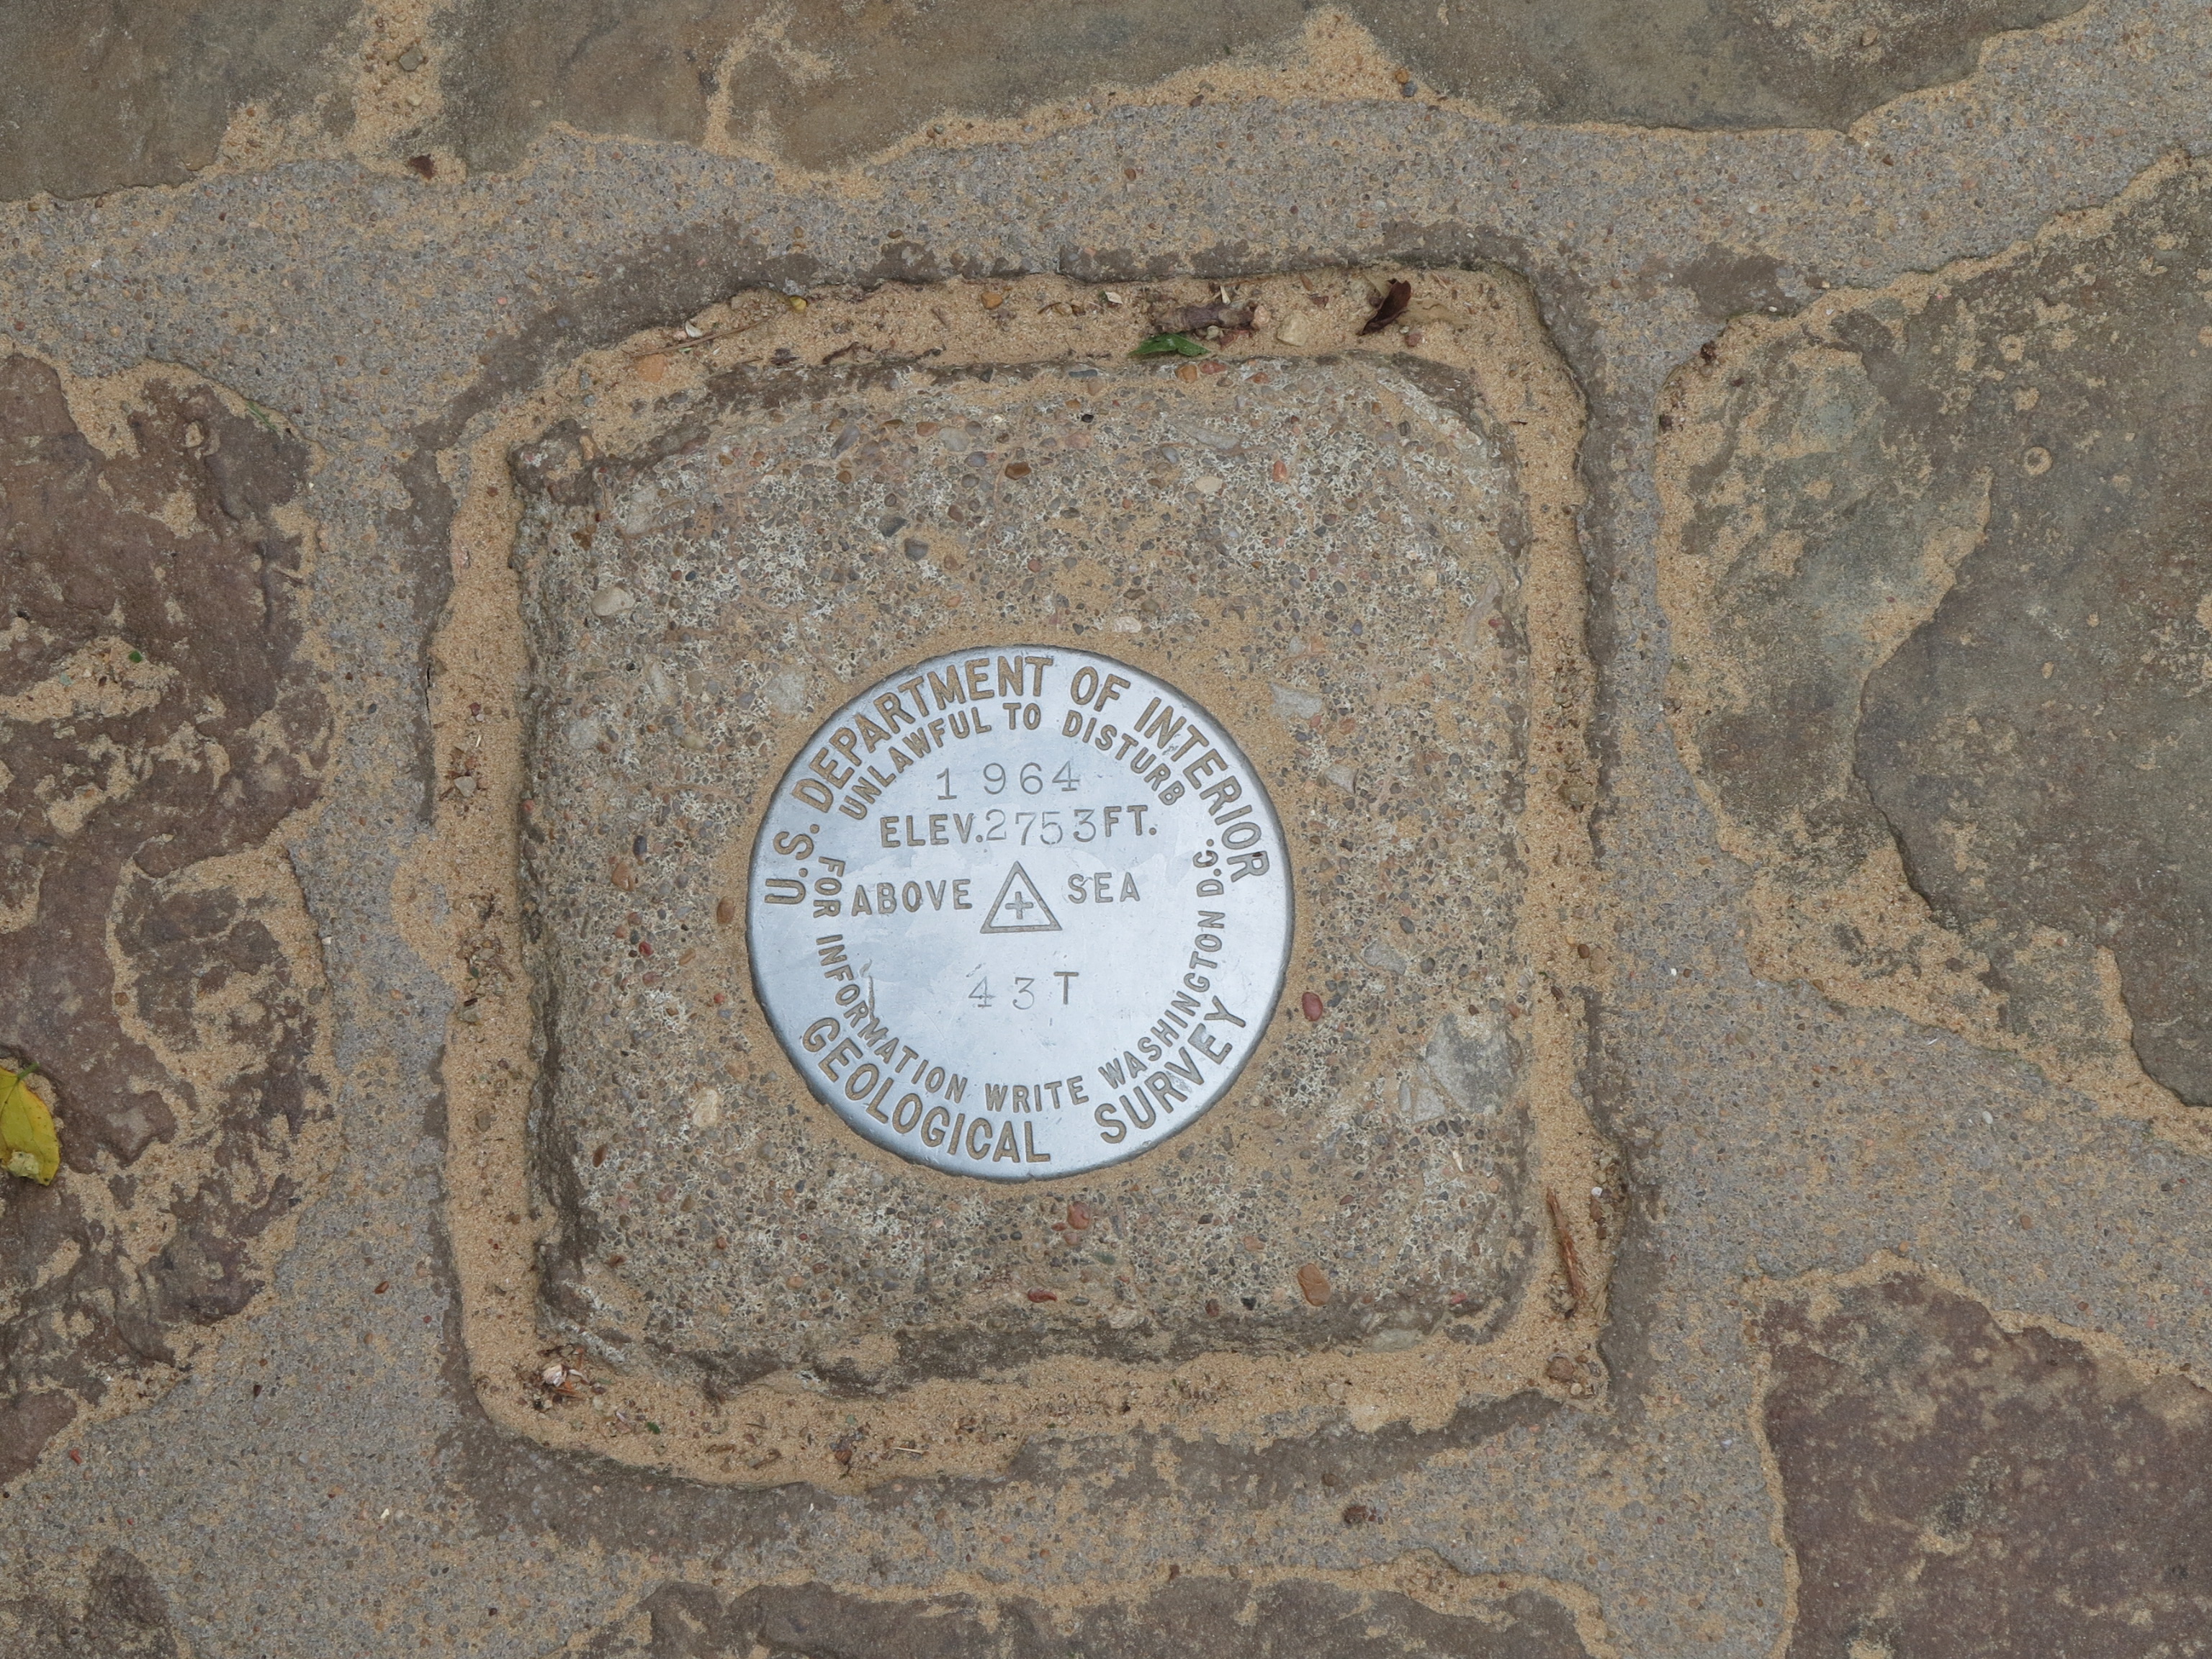 U.S. DEPARTMENT OF INTERIOR
UNLAWFUL TO DISTURB
1964
ELEV.2753FT.
ABOVE SEA
43T
FOR INFORMATION WRITE WASHINGTON D.C.
GEOLOGICAL SURVEY